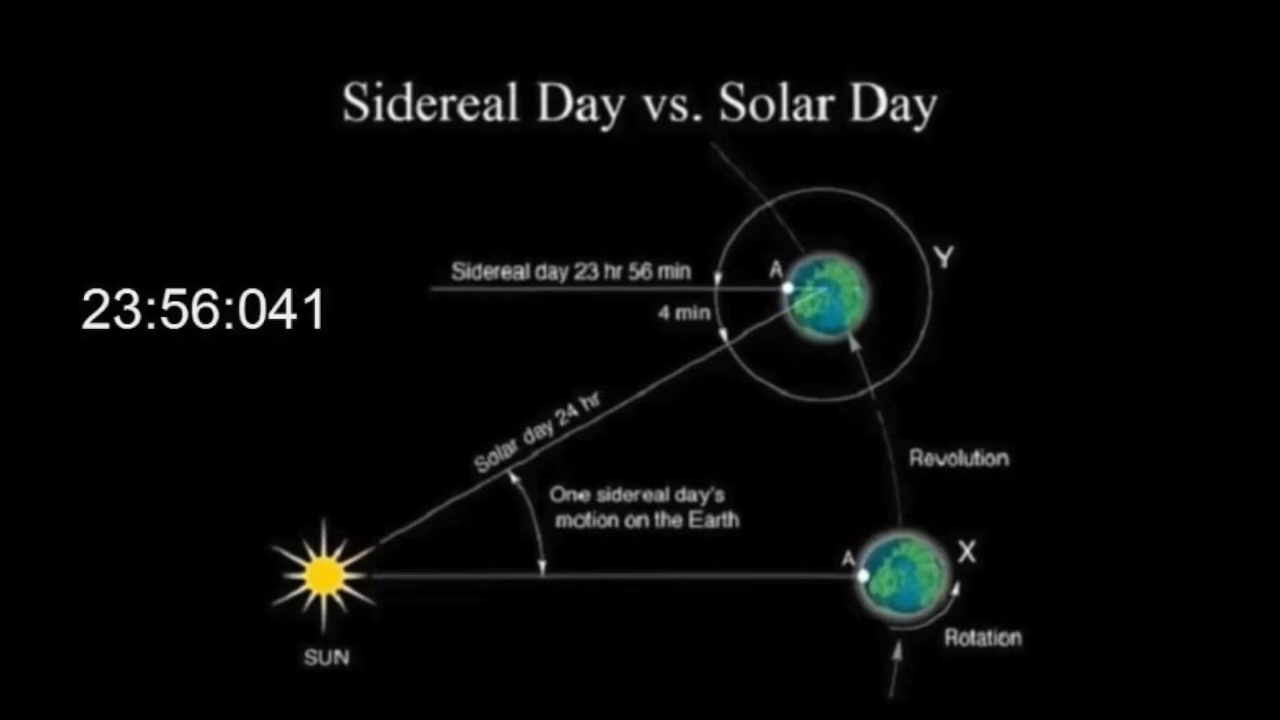 Sidereal Day vs. Solar Day
Y
A
Sidereal day 23 hr 56 min
23:56:041
4 min
Solar day 24 hr
Revolution
One sidereal day's
motion on the Earth
A
X
Rotation
SUN